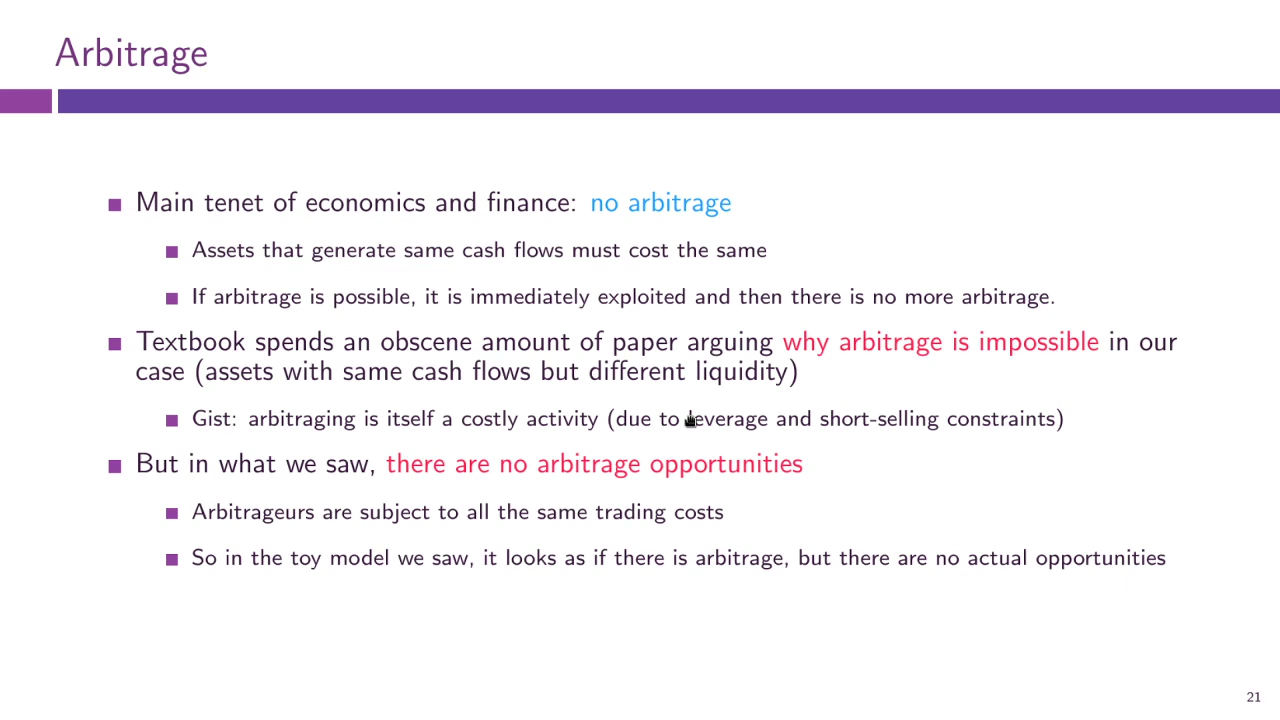 Arbitrage
Main tenet of economics and finance: no arbitrage
Assets that generate same cash flows must cost the same
If arbitrage is possible, it is immediately exploited and then there is no more arbitrage.
Textbook spends an obscene amount of paper arguing why arbitrage is impossible in our
case (assets with same cash flows but different liquidity)
Gist: arbitraging is itself a costly activity (due to leverage and short-selling constraints)
But in what we saw, there are no arbitrage opportunities
Arbitrageurs are subject to all the same trading costs
So in the toy model we saw, it looks as if there is arbitrage, but there are no actual opportunities
21